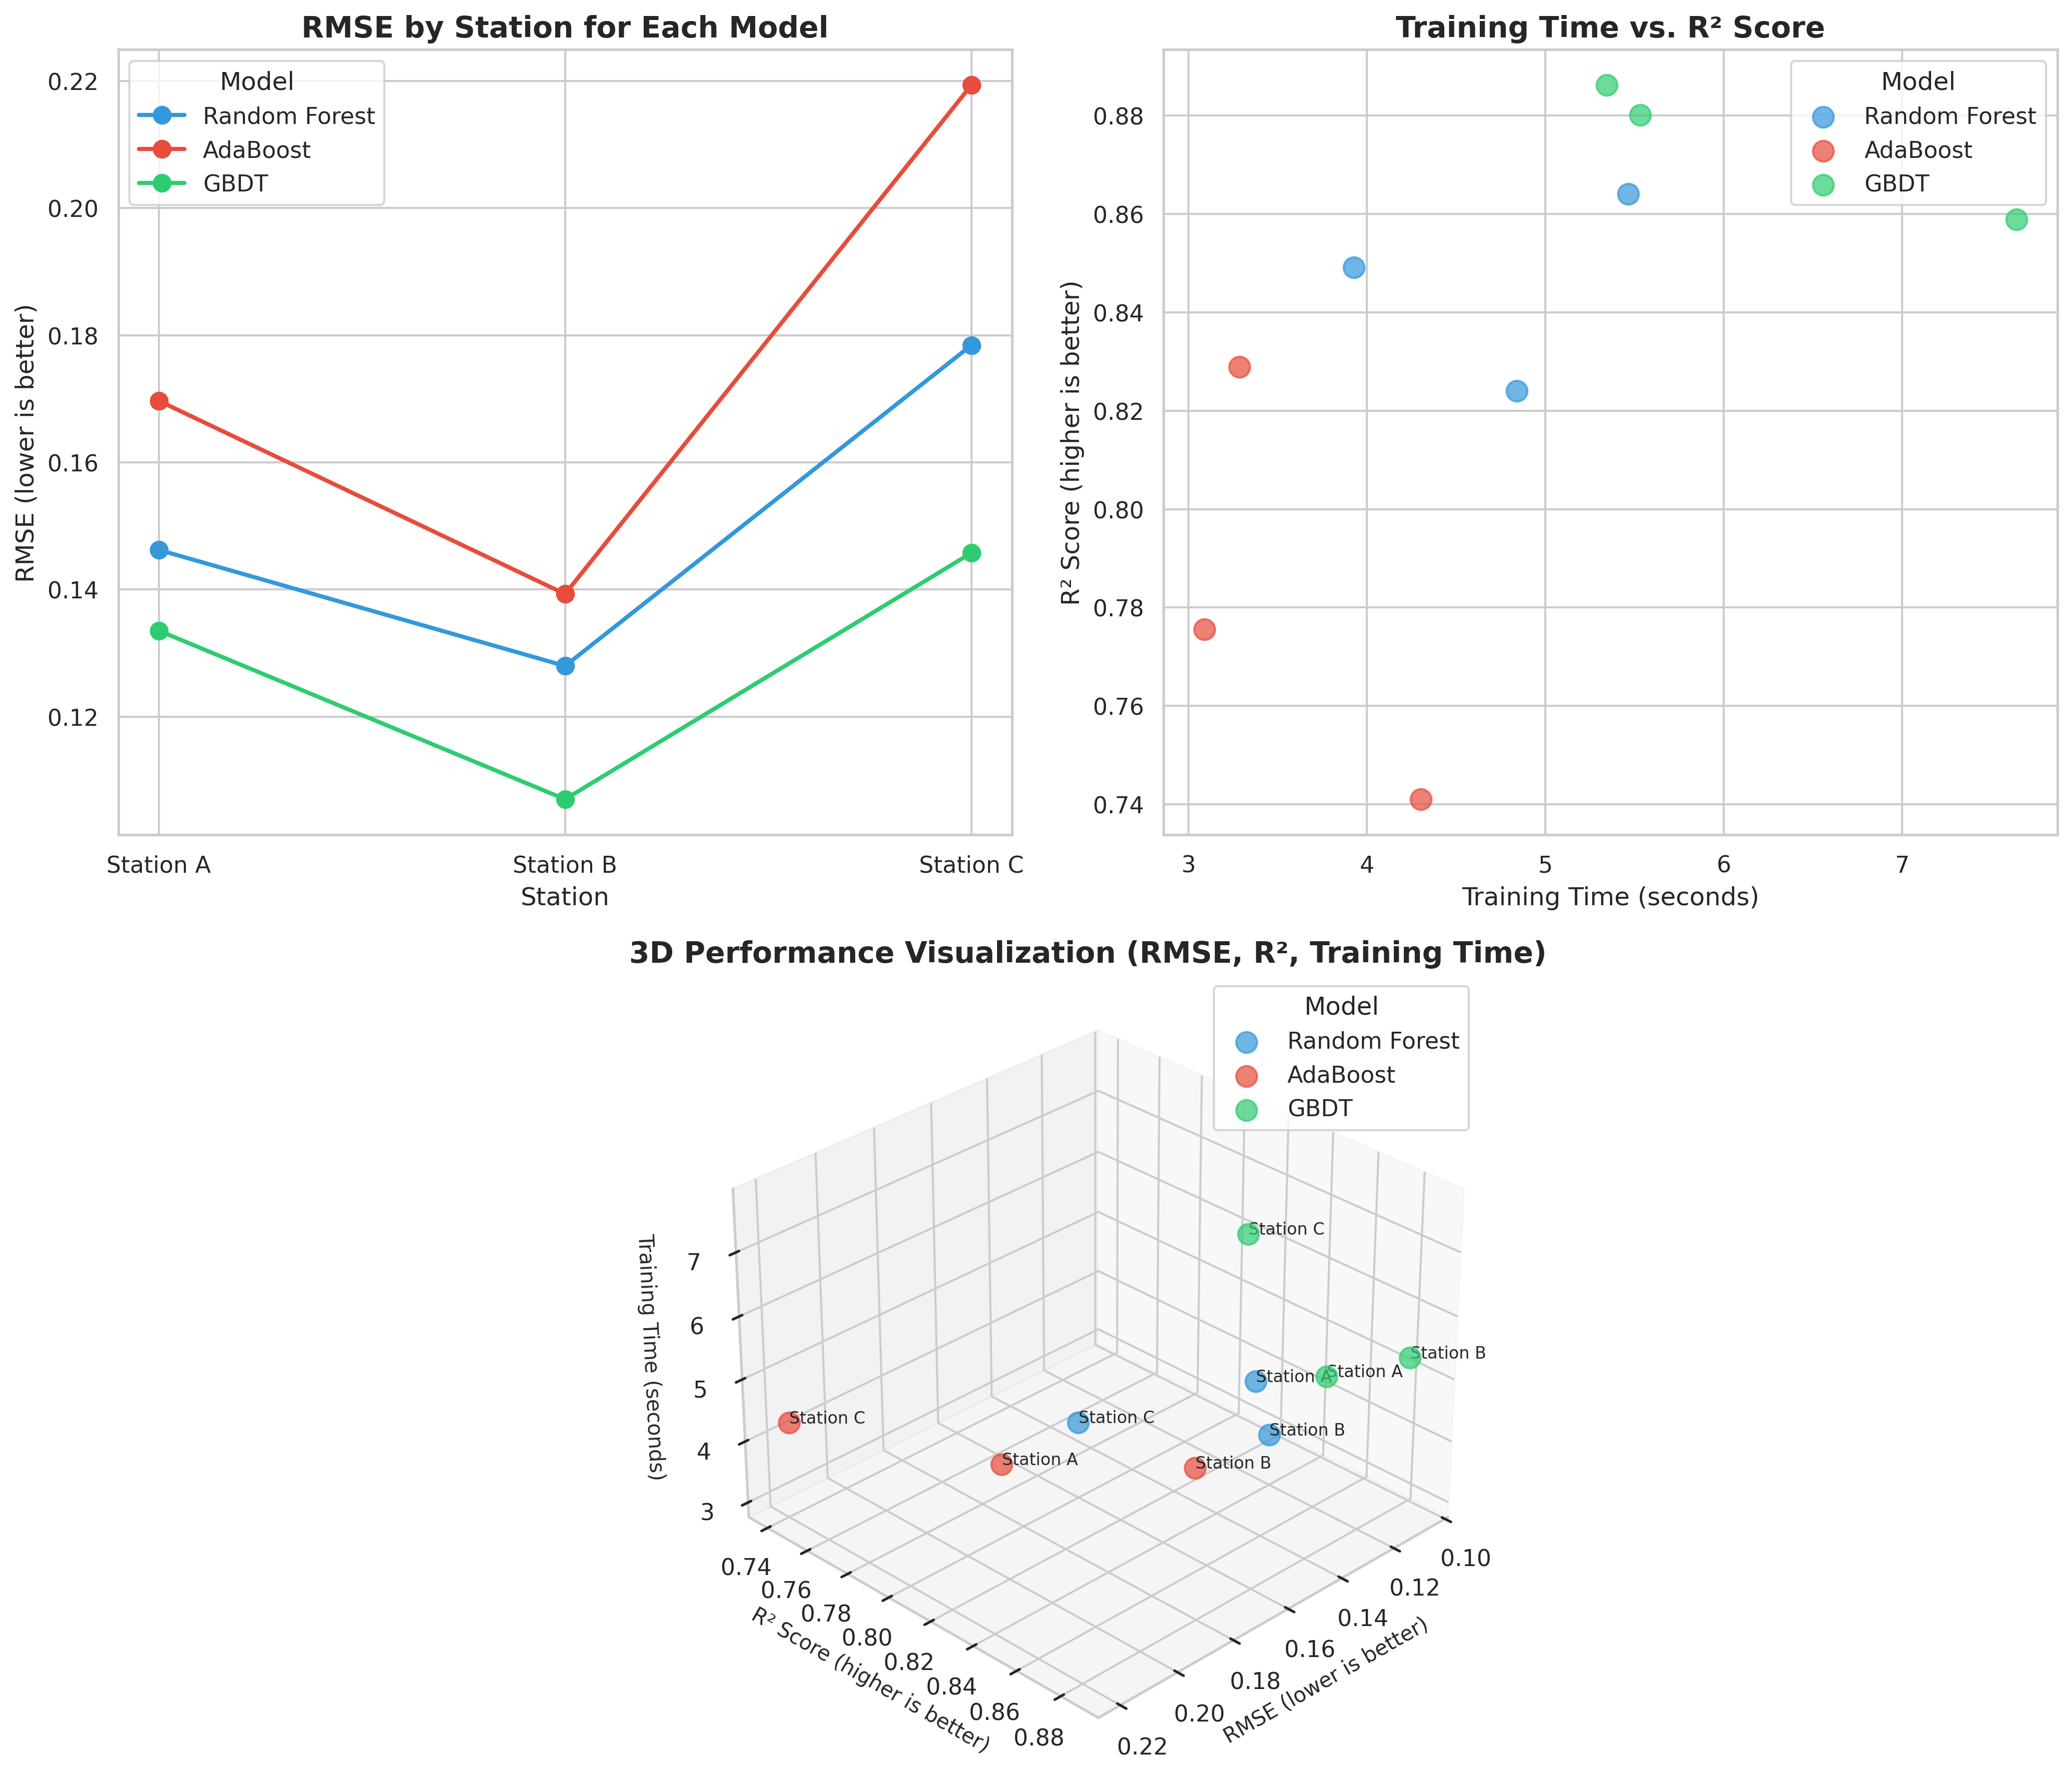 RMSE by Station for Each Model
Model
Random Forest
AdaBoost
GBDT
0.22
0.20
0.18
0.16
0.14
0.12
RMSE (lower is better)
Station A
Station B
Station C
Station
Training Time vs. R² Score
Model
Random Forest
AdaBoost
GBDT
0.88
0.86
0.84
0.82
0.80
0.78
0.76
0.74
R² Score (higher is better)
3
4
5
6
7
Training Time (seconds)
3D Performance Visualization (RMSE, R², Training Time)
Model
Random Forest
AdaBoost
GBDT
Station C
Station B
Station A
Station A
Station C
Station C
Station B
Station A
Station B
7
6
5
4
3
Training Time (seconds)
0.74
0.76
0.78
0.80
0.82
0.84
0.86
0.88
R² Score (higher is better)
0.10
0.12
0.14
0.16
0.18
0.20
0.22
RMSE (lower is better)